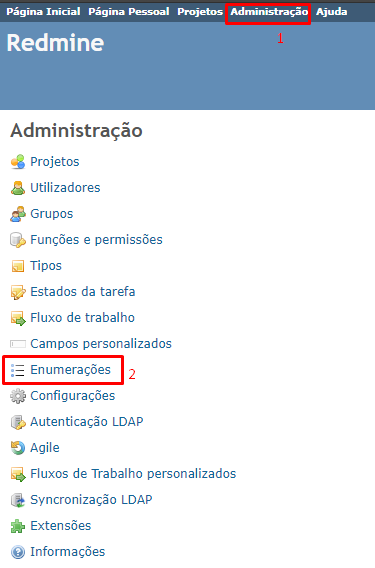 Página Inicial Página Pessoal Projetos Administração Ajuda
1
Redmine
Administração
Projetos
Utilizadores
Grupos
Funções e permissões
Tipos
Estados da tarefa
Fluxo de trabalho
Campos personalizados
Enumerações 2
Configurações
Autenticação LDAP
Agile
Fluxos de Trabalho personalizados
Syncronização LDAP
Extensões
Informações